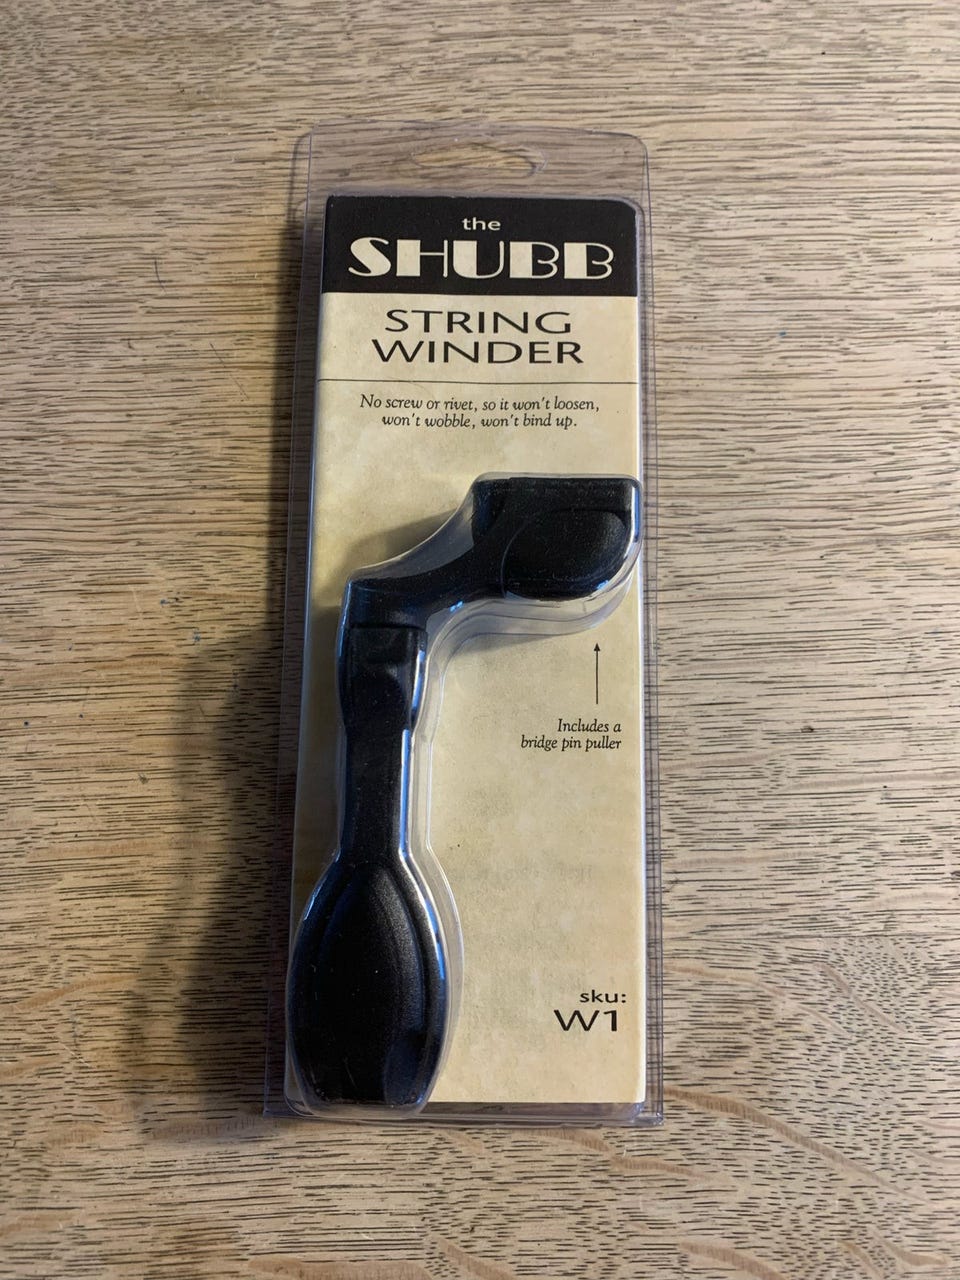 the
SHUBB
STRING
WINDER
No screw or rivet, so it won't loosen,
won't wobble, won't bind up.
Includes a
bridge pin puller
sku:
W1